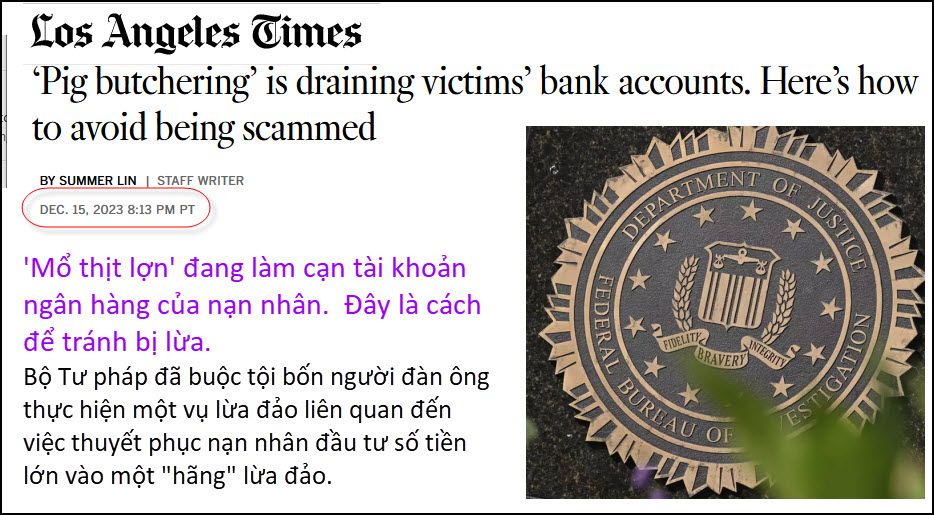 Los Angeles Times
‘Pig butchering’ is draining victims’ bank accounts. Here’s how
to avoid being scammed
BY SUMMER LIN | STAFF WRITER
DEC. 15, 2023 8:13 PM PT
'Mổ thịt lợn' đang làm cạn tài khoản
ngân hàng của nạn nhân. Đây là cách
để tránh bị lừa.
Bộ Tư pháp đã buộc tội bốn người đàn ông
thực hiện một vụ lừa đảo liên quan đến
việc thuyết phục nạn nhân đầu tư số tiền
lớn vào một "hãng" lừa đảo.
DEPARTMENT OF JUSTICE
FEDERAL BUREAU OF INVESTIGATION
FIDELITY BRAVERY INTEGRITY